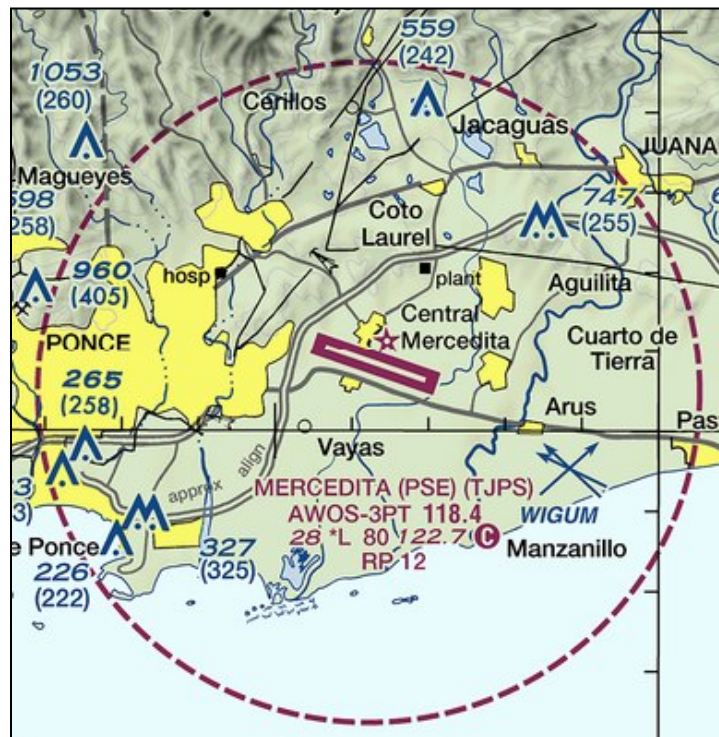 559
(242)
1053
(260)
Cerillos
Jacaguas
JUANA
Magueyes
598
(258)
747
(255)
Coto
Laurel
hosp
plant
960
(405)
Aguilita
Central
Mercedita
Cuarto de
Tierra
PONCE
265
(258)
Arus
Pas
Vayas
approx align
MERCEDITA (PSE) (TJPS)
AWOS-3PT 118.4
28 *L 80 122.7 C
RP 12
WIGUM
Manzanillo
e Ponce
327
(325)
226
(222)